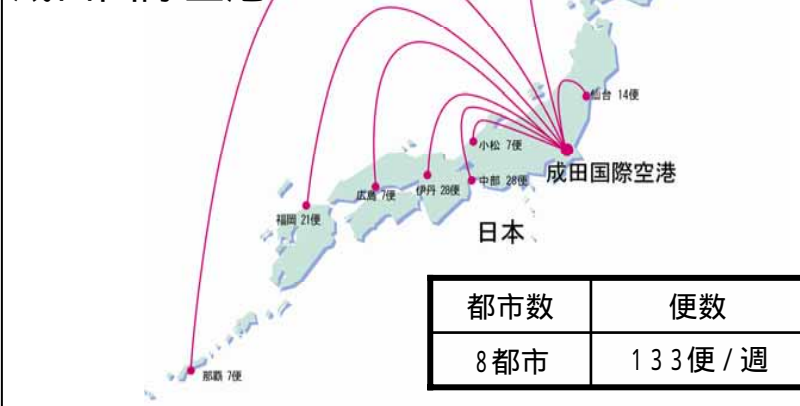 仙台 14便
小松 7便
成田国際空港
中部 28便
伊丹 28便
広島 7便
福岡 21便
日本
都市数 便数
8都市 133便/週
那覇 7便